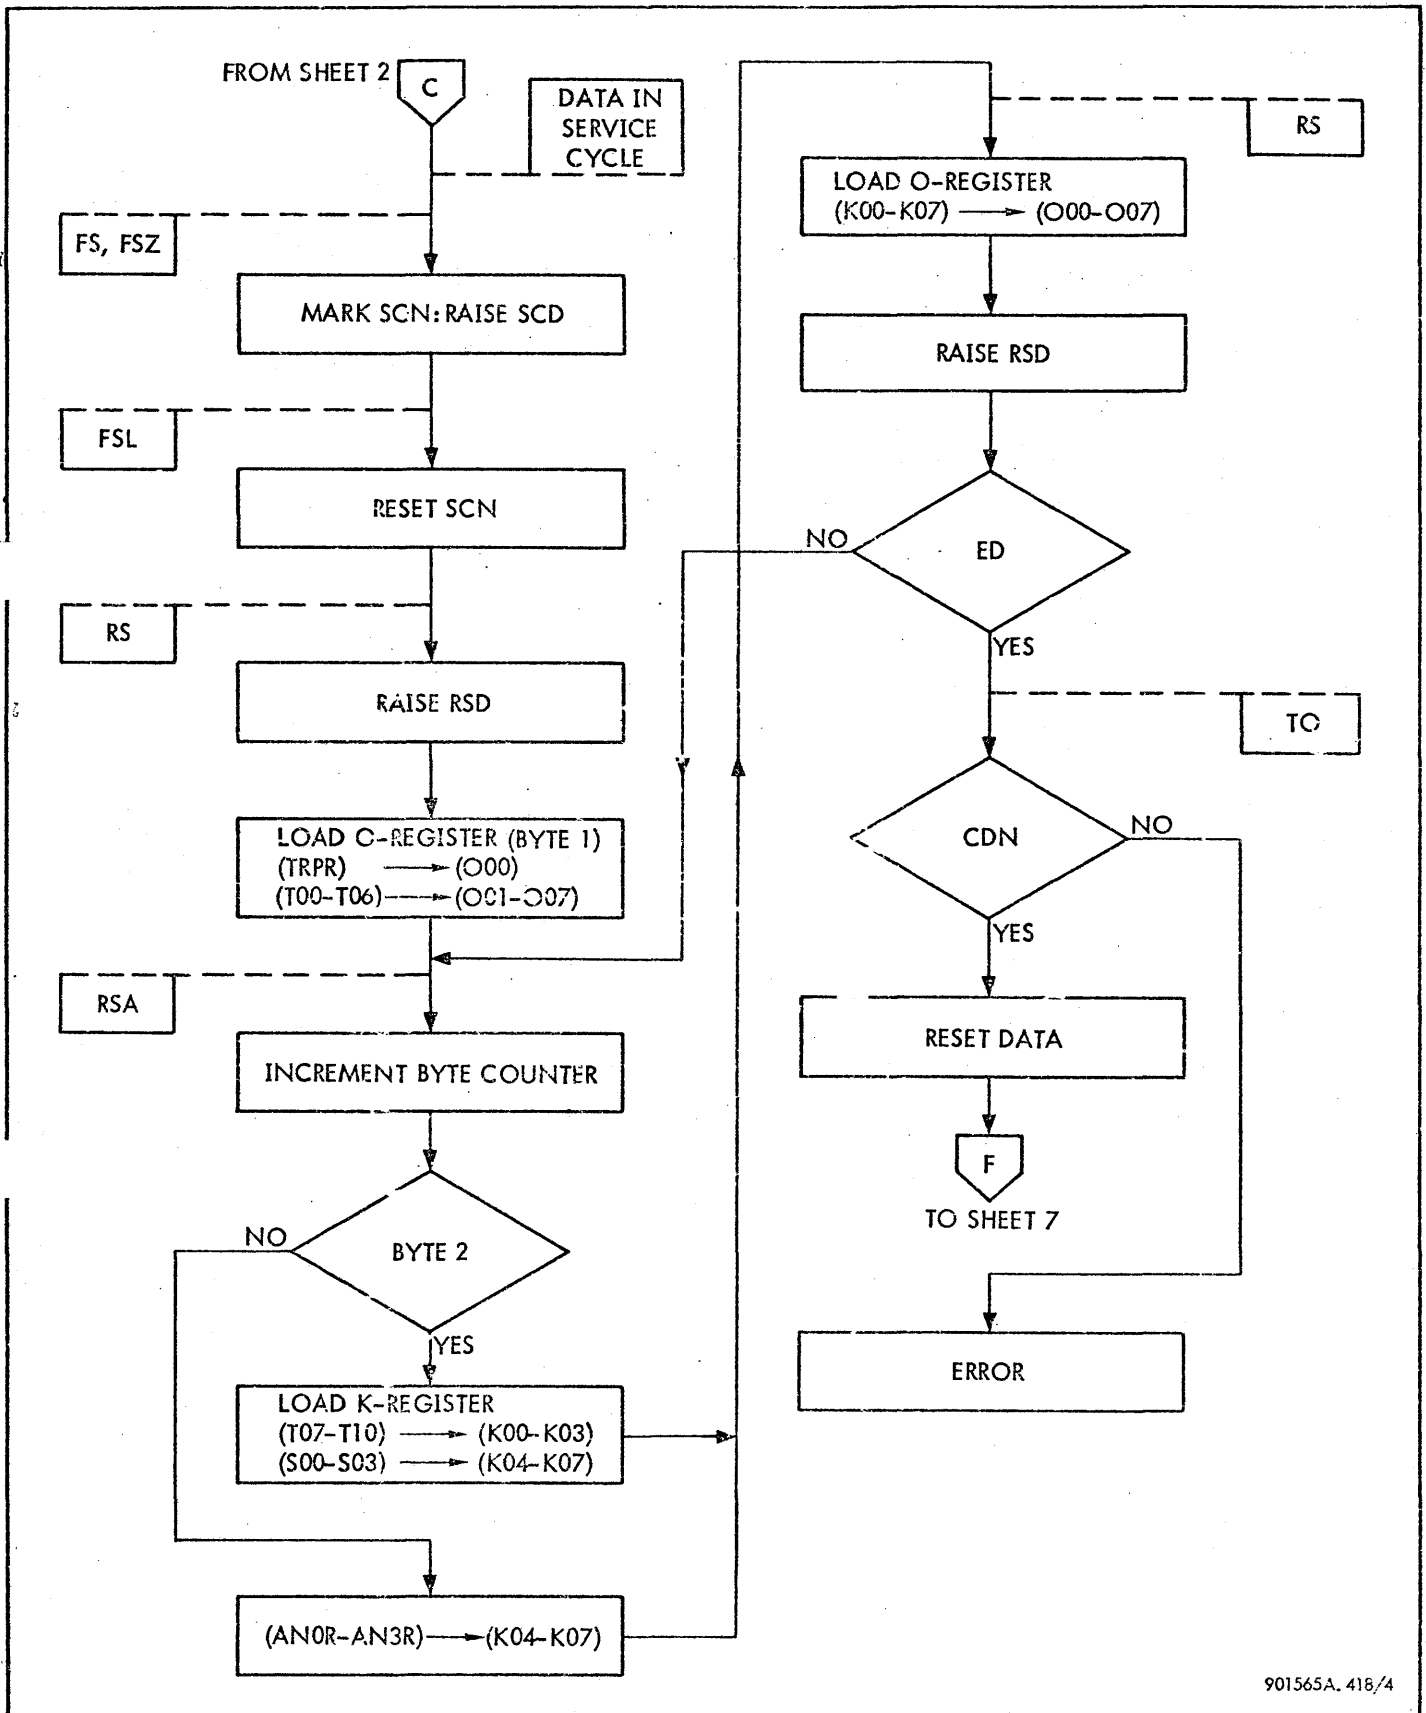 FROM SHEET 2
C
DATA IN
SERVICE
CYCLE
FS, FSZ
MARK SCN: RAISE SCD
FSL
RESET SCN
RS
RAISE RSD
LOAD O-REGISTER (BYTE 1)
(TRPR) → (O00)
(T00-T06) → (O01-O07)
RSA
INCREMENT BYTE COUNTER
BYTE 2
NO
YES
LOAD K-REGISTER
(T07-T10) → (K00-K03)
(S00-S03) → (K04-K07)
(AN0R-AN3R) → (K04-K07)
RS
LOAD O-REGISTER
(K00-K07) → (O00-O07)
RAISE RSD
NO
ED
YES
TO
CDN
NO
YES
RESET DATA
F
TO SHEET 7
ERROR
901565A. 418/4